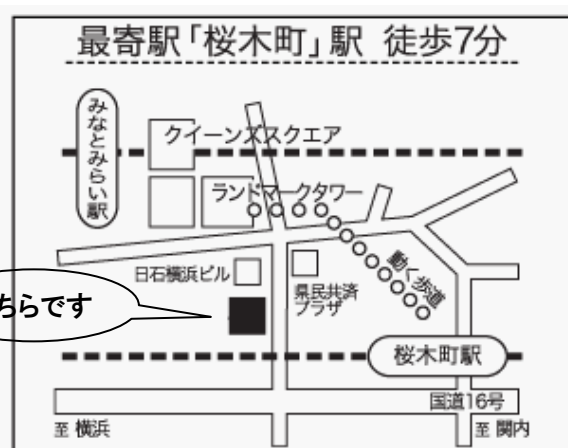 最寄駅「桜木町」駅 徒歩7分
みなとみらい駅
クイーンズスクエア
ランドマークタワー
動く歩道
日石横浜ビル
県民共済
プラザ
ちらです
桜木町駅
国道16号
至 横浜
至 関内